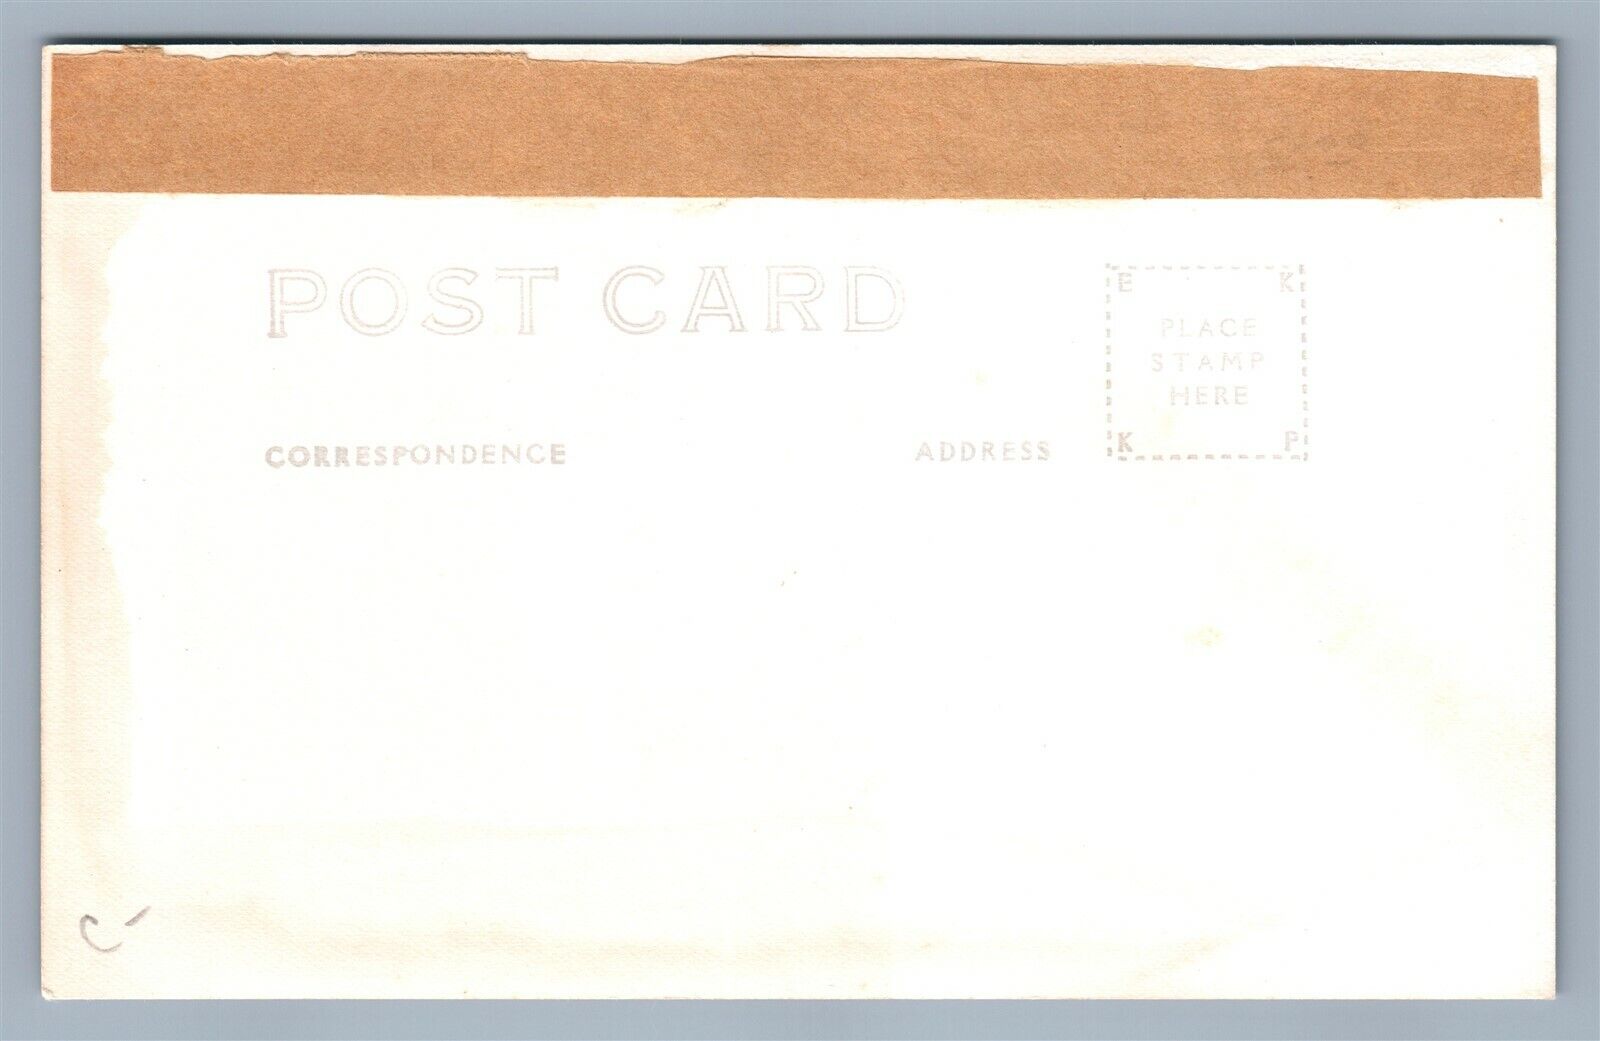 POST CARD
E K
PLACE
STAMP
HERE
K P
CORRESPONDENCE ADDRESS
C-